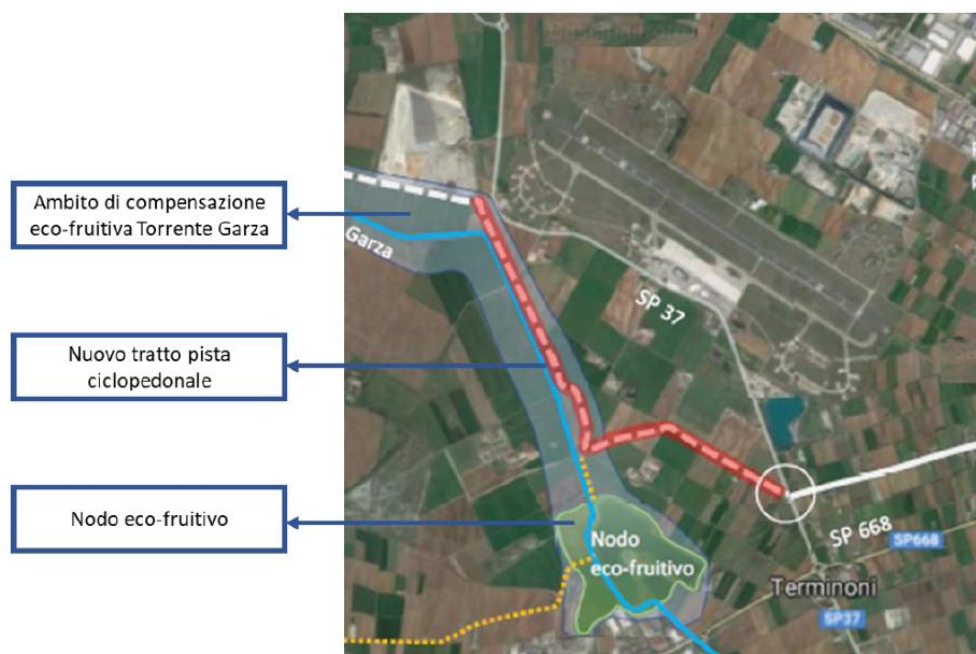 Ambito di compensazione
eco-fruitiva Torrente Garza
Nuovo tratto pista
ciclopedonale
Nodo eco-fruitivo
Garza
SP 37
Nodo
eco-fruitivo
SP 668
SP668
Terminoni
SP37